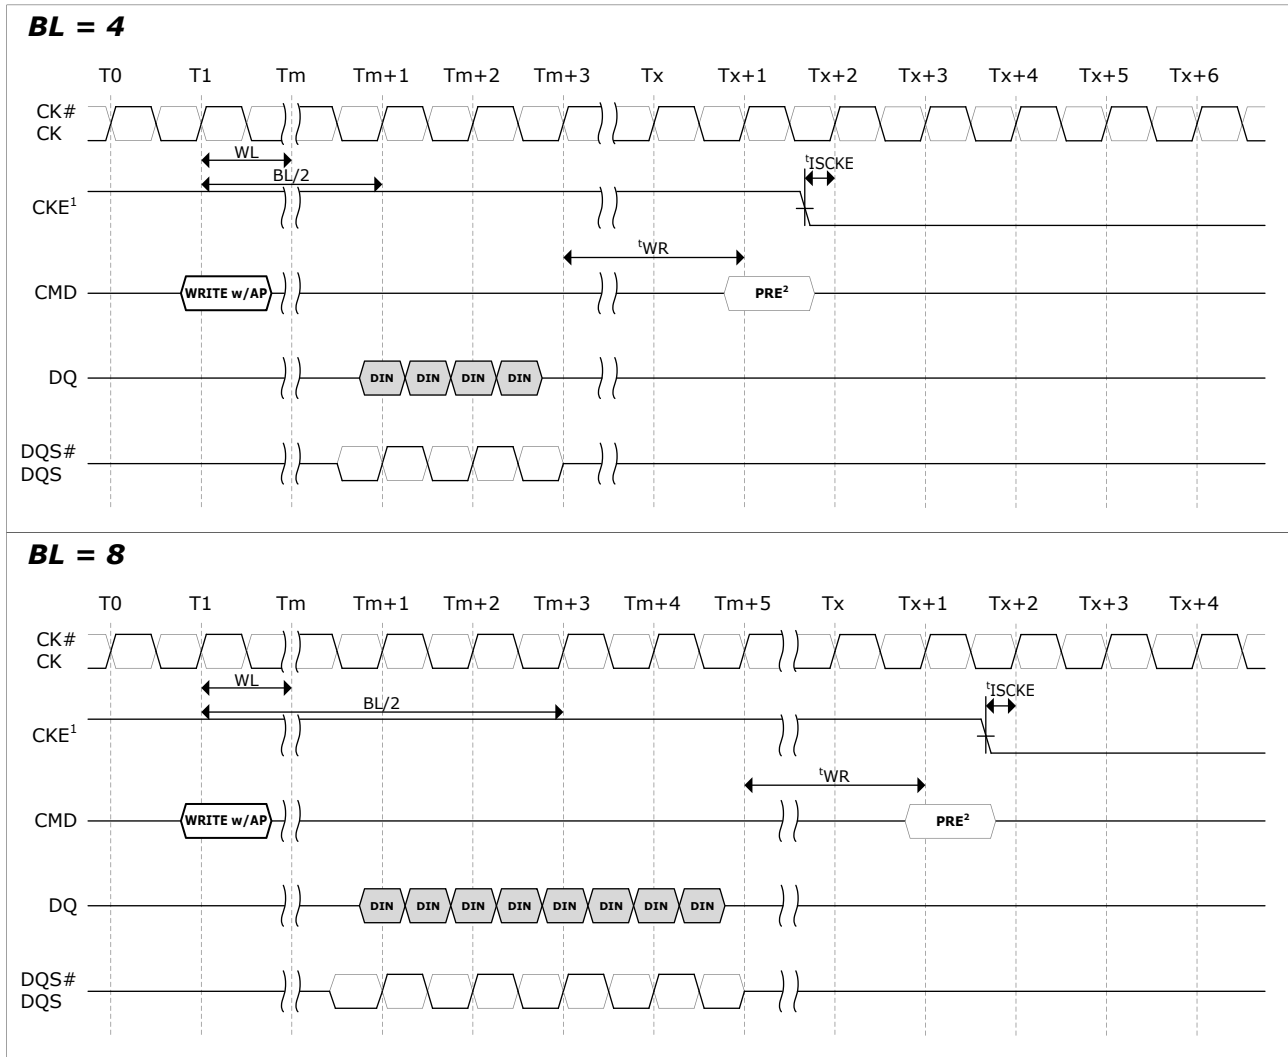 BL = 4
T0 T1 Tm Tm+1 Tm+2 Tm+3 Tx Tx+1 Tx+2 Tx+3 Tx+4 Tx+5 Tx+6
CK#
CK
WL
tISCKE
BL/2
CKE1
tWR
CMD WRITE w/AP PRE2
DQ DIN DIN DIN DIN
DQS#
DQS
BL = 8
T0 T1 Tm Tm+1 Tm+2 Tm+3 Tm+4 Tm+5 Tx Tx+1 Tx+2 Tx+3 Tx+4
CK#
CK
WL
tISCKE
BL/2
CKE1
tWR
CMD WRITE w/AP PRE2
DQ DIN DIN DIN DIN DIN DIN DIN DIN
DQS#
DQS